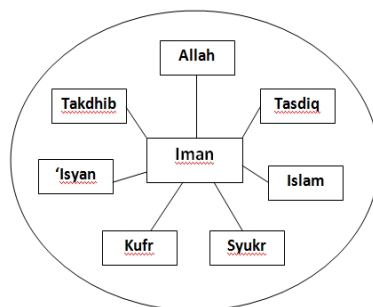 Allah
Takdhib
Tasdiq
Iman
‘Isyan
Islam
Kufr
Syukr